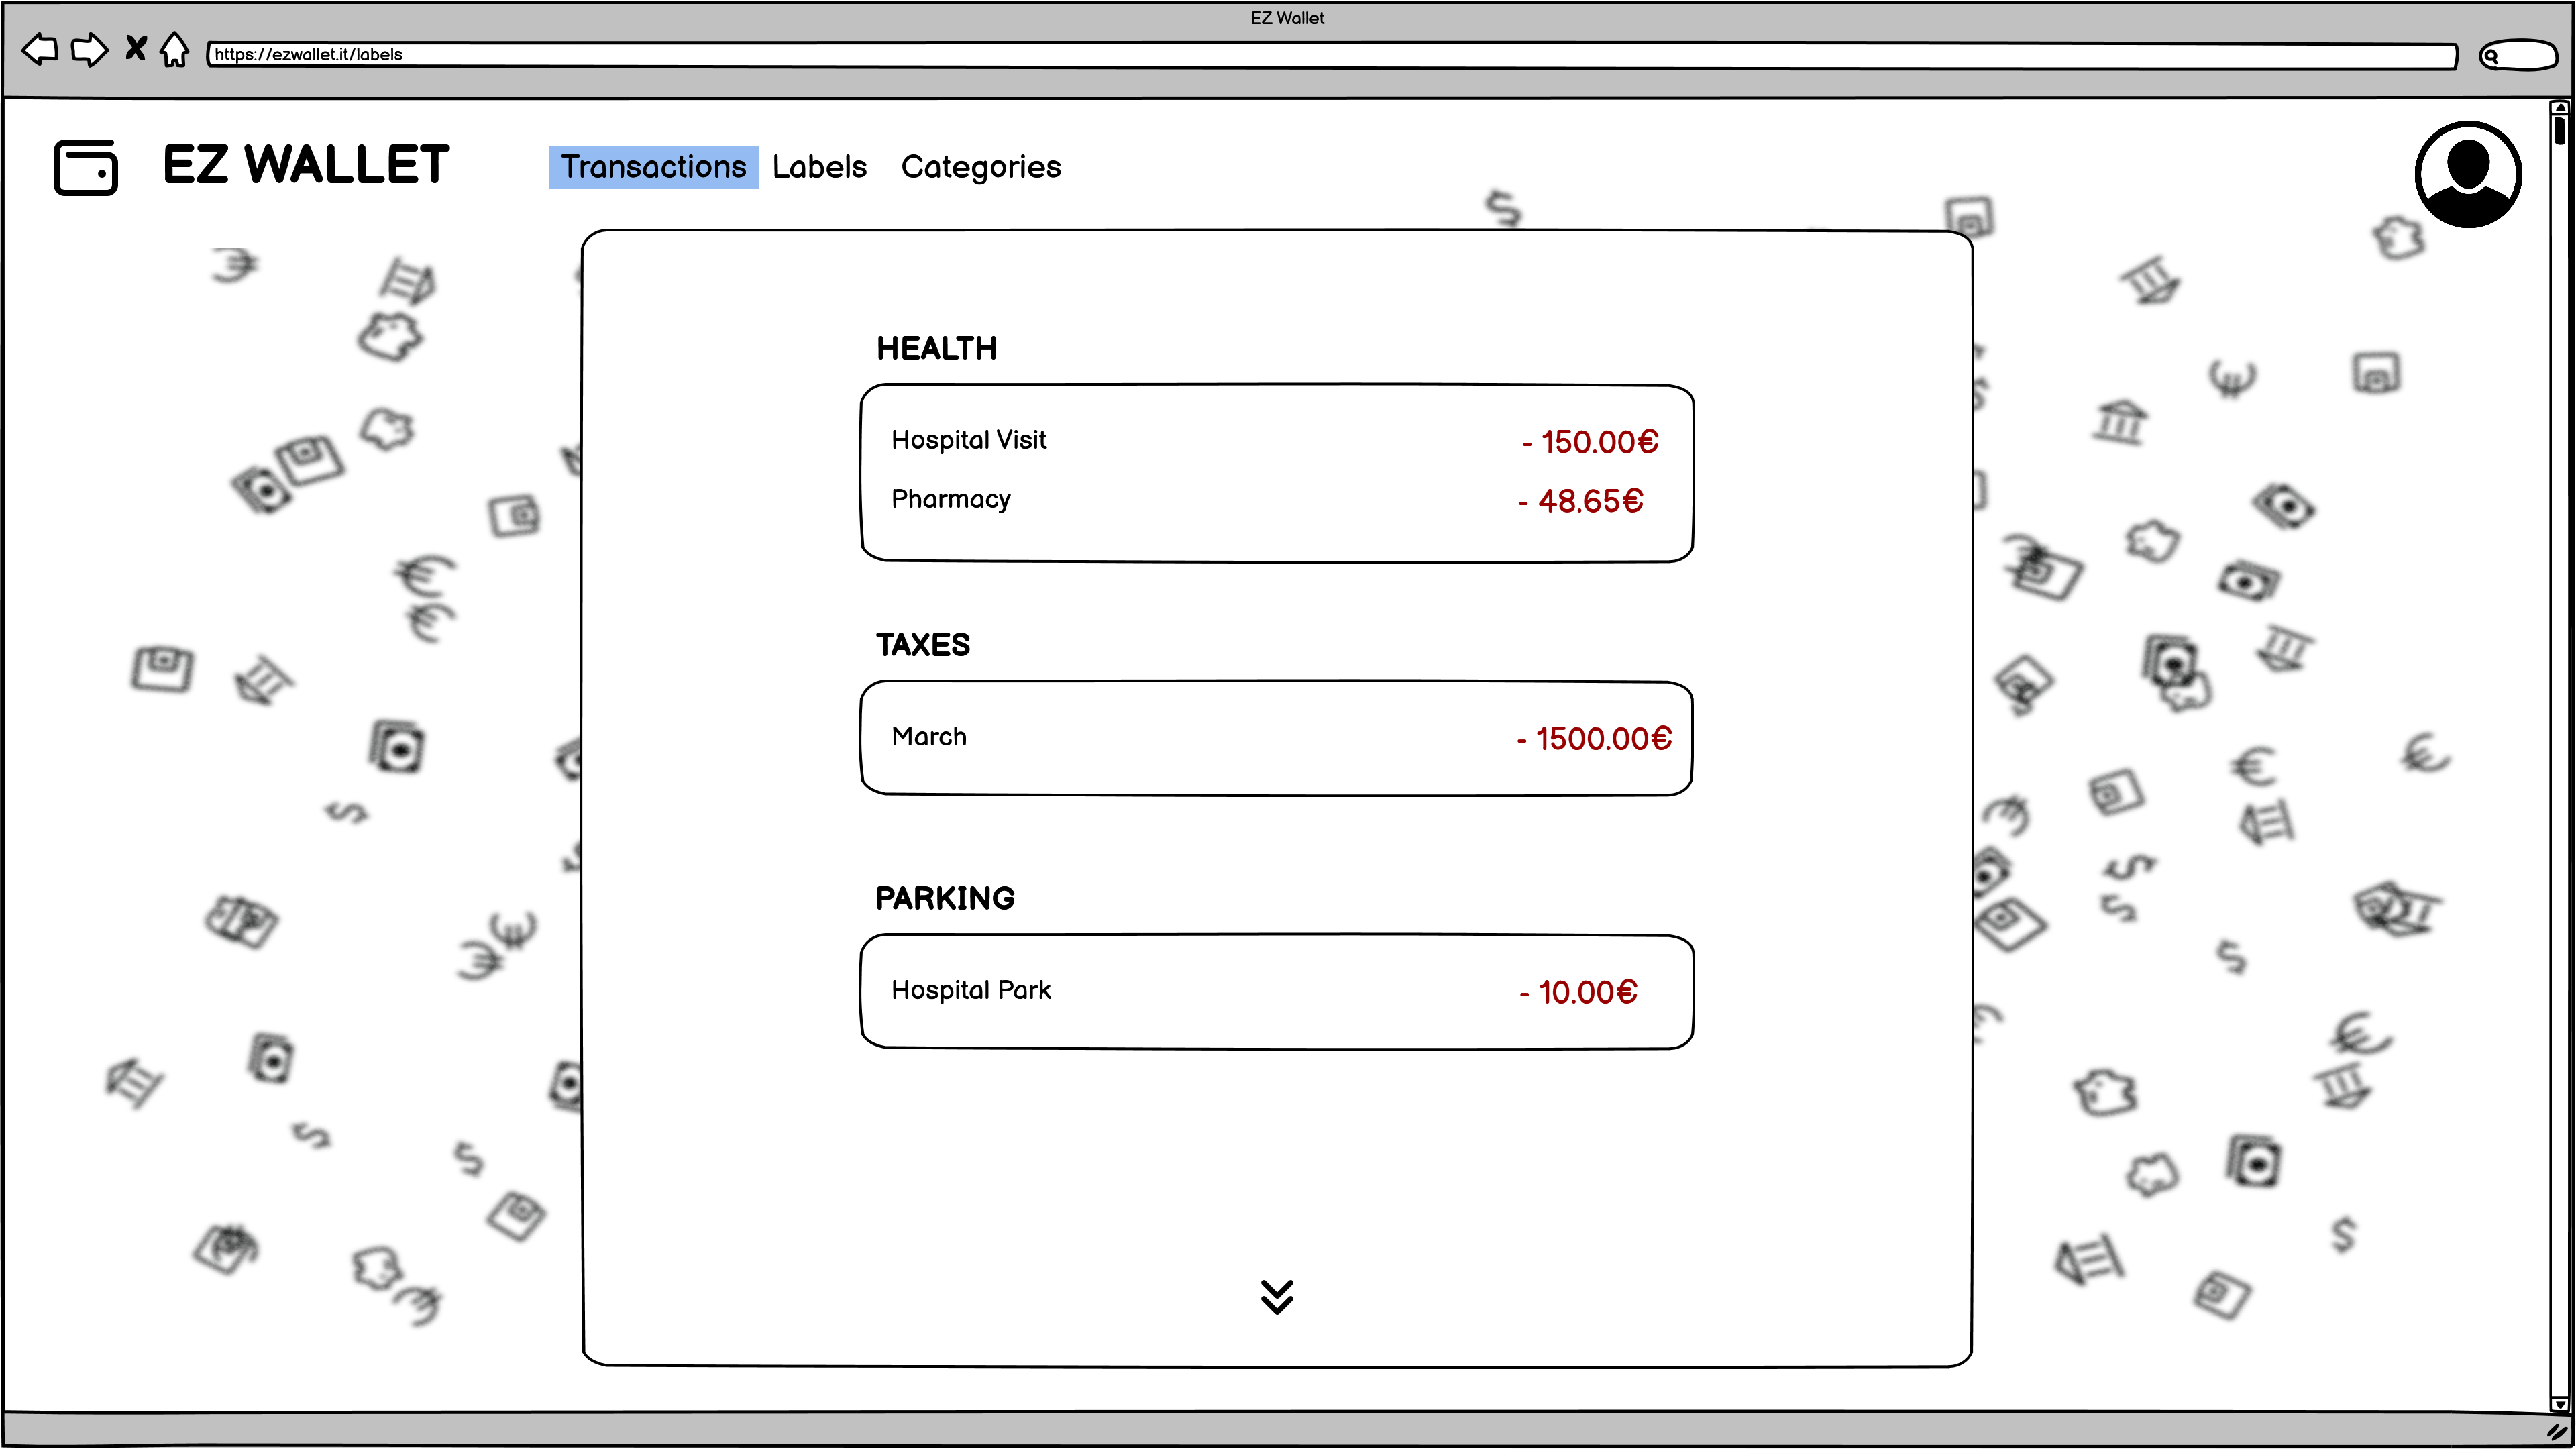 EZ Wallet
https://ezwallet.it/labels
EZ WALLET
Transactions Labels Categories
HEALTH
Hospital Visit - 150.00€
Pharmacy - 48.65€
TAXES
March - 1500.00€
PARKING
Hospital Park - 10.00€